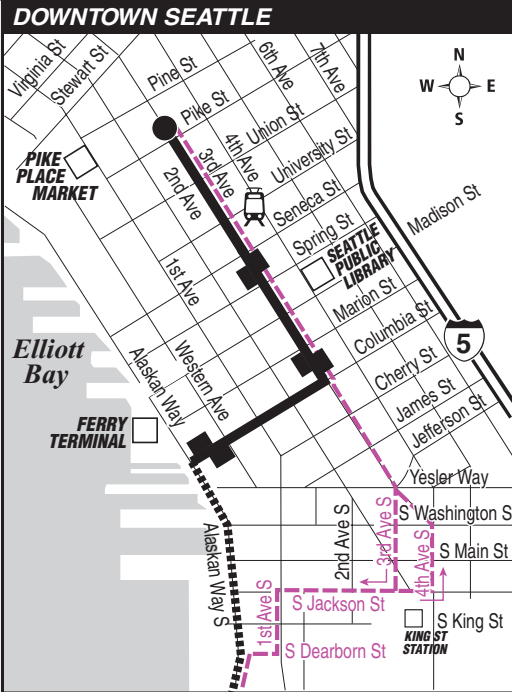 DOWNTOWN SEATTLE
Virginia St
Stewart St
Pine St
Pike St
6th Ave
7th Ave
N
W
E
S
Union St
University St
4th Ave
3rd Ave
2nd Ave
1st Ave
PIKE
PLACE
MARKET
Seneca St
Spring St
Madison St
SEATTLE
PUBLIC
LIBRARY
Marion St
Columbia St
5
Cherry St
James St
Jefferson St
Elliott
Bay
Alaskan Way
Western Ave
FERRY
TERMINAL
Yesler Way
S Washington St
S Main St
2nd Ave S
3rd Ave S
4th Ave S
Alaskan Way S
1st Ave S
S Jackson St
S King St
KING ST
STATION
S Dearborn St